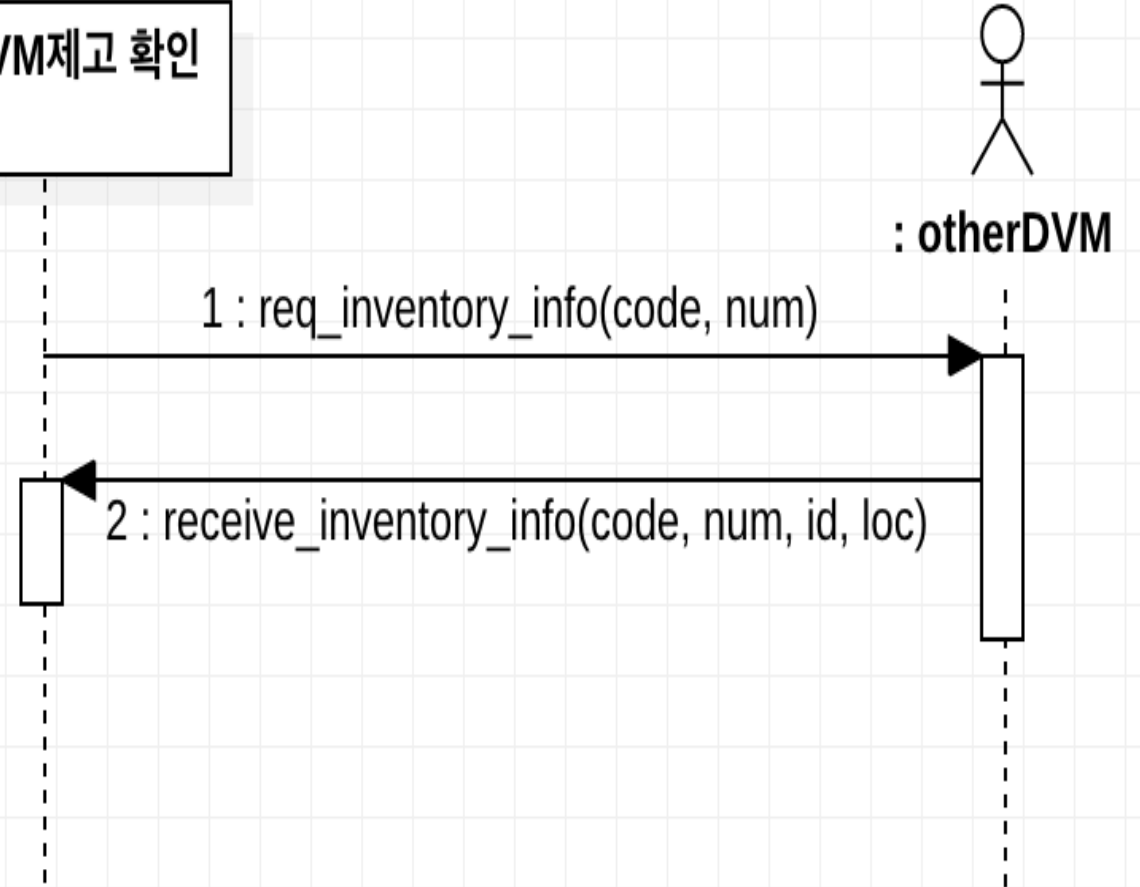 VM제고 확인
: otherDVM
1 : req_inventory_info(code, num)
2 : receive_inventory_info(code, num, id, loc)